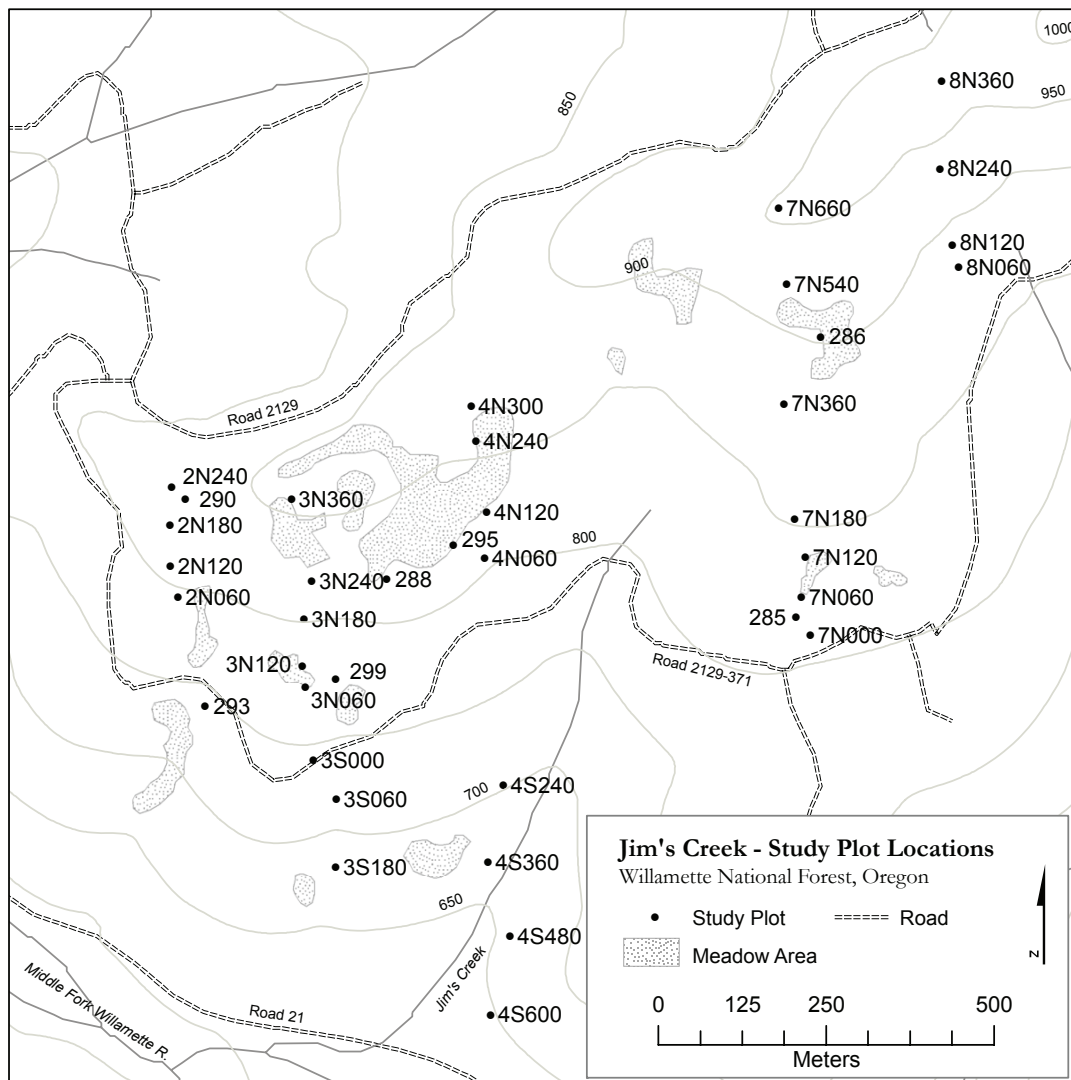 1000
8N360
950
850
8N240
7N660
8N120
8N060
900
7N540
286
4N300
7N360
Road 2129
4N240
2N240
290
3N360
4N120
7N180
2N180
295
800
4N060
7N120
2N120
3N240
288
2N060
7N060
3N180
285
7N000
3N120
299
Road 2129-371
3N060
293
3S000
4S240
700
3S060
4S360
3S180
650
4S480
Jim's Creek
Middle Fork Willamette R.
Road 21
4S600
Jim's Creek - Study Plot Locations
Willamette National Forest, Oregon
Study Plot
Road
Meadow Area
N
0 125 250 500
Meters